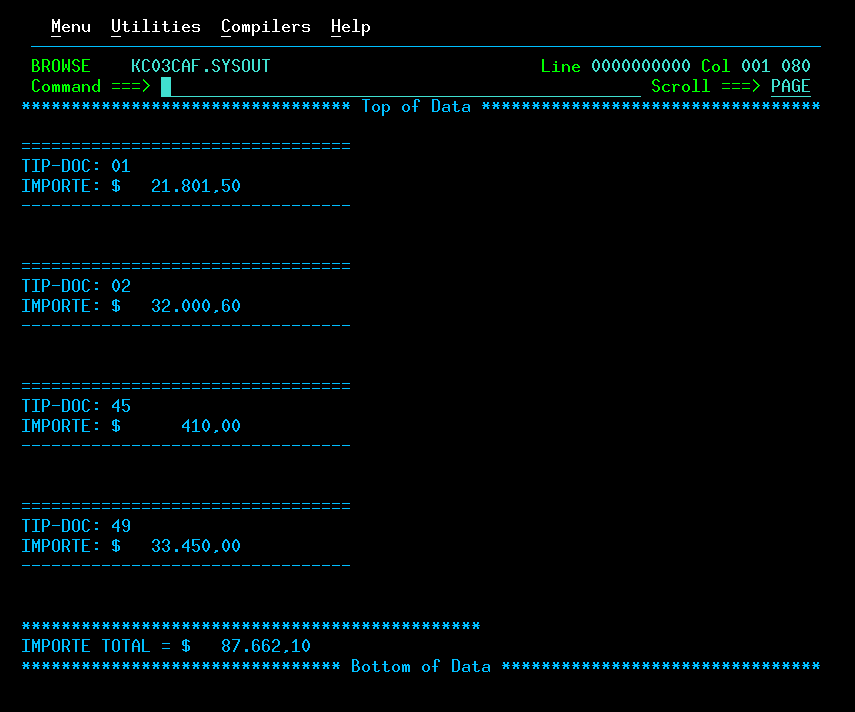 Menu Utilities Compilers Help
BROWSE KC03CAF.SYSOUT Line 0000000000 Col 001 080
Command ===> Scroll ===> PAGE
********************************* Top of Data **********************************
=================================
TIP-DOC: 01
IMPORTE: $ 21.801,50
---------------------------------
=================================
TIP-DOC: 02
IMPORTE: $ 32.000,60
---------------------------------
=================================
TIP-DOC: 45
IMPORTE: $ 410,00
---------------------------------
=================================
TIP-DOC: 49
IMPORTE: $ 33.450,00
---------------------------------
**********************************************
IMPORTE TOTAL = $ 87.662,10
******************************** Bottom of Data ********************************